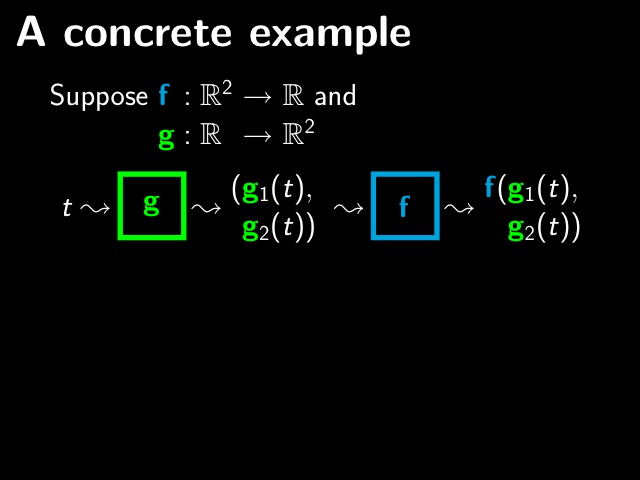 A concrete example
Suppose f : ℝ² → ℝ and
g : ℝ → ℝ²
t ⤳ g ⤳ (g₁(t), g₂(t)) ⤳ f ⤳ f(g₁(t), g₂(t))